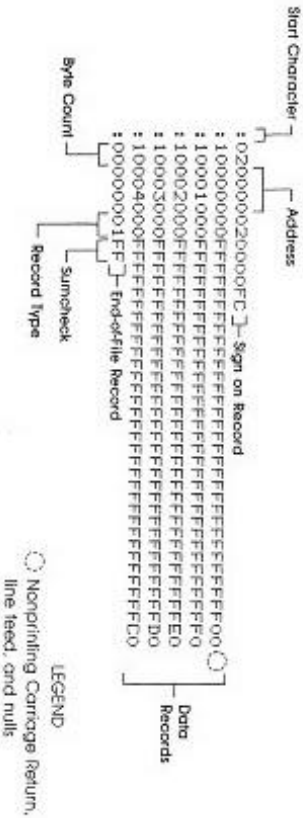 Start Character
Address
:020000020000FC Sign on Record
:10000000FFFFFFFFFFFFFFFFFFFFFFFFFFFFFFFF00
:10001000FFFFFFFFFFFFFFFFFFFFFFFFFFFFFFFFF0
:10002000FFFFFFFFFFFFFFFFFFFFFFFFFFFFFFFFE0
:10003000FFFFFFFFFFFFFFFFFFFFFFFFFFFFFFFFD0
:10004000FFFFFFFFFFFFFFFFFFFFFFFFFFFFFFFFC0
:00000001FF End-of-File Record
Data
Records
Byte Count
Sumcheck
Record Type
LEGEND
Nonprinting Carriage Return,
line feed, and nulls